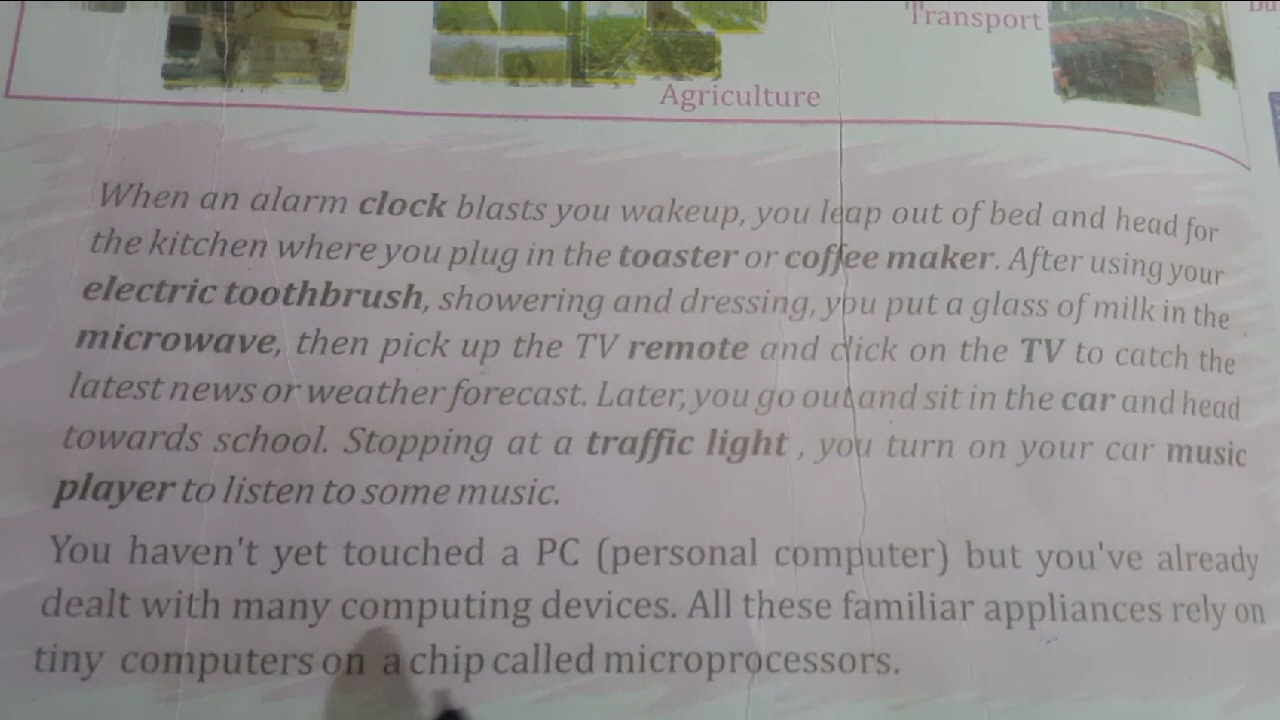 Transport
Agriculture
When an alarm clock blasts you wakeup, you leap out of bed and head for
the kitchen where you plug in the toaster or coffee maker. After using your
electric toothbrush, showering and dressing, you put a glass of milk in the
microwave, then pick up the TV remote and click on the TV to catch the
latest news or weather forecast. Later, you go out and sit in the car and head
towards school. Stopping at a traffic light , you turn on your car music
player to listen to some music.
You haven't yet touched a PC (personal computer) but you've already
dealt with many computing devices. All these familiar appliances rely on
tiny computers on a chip called microprocessors.